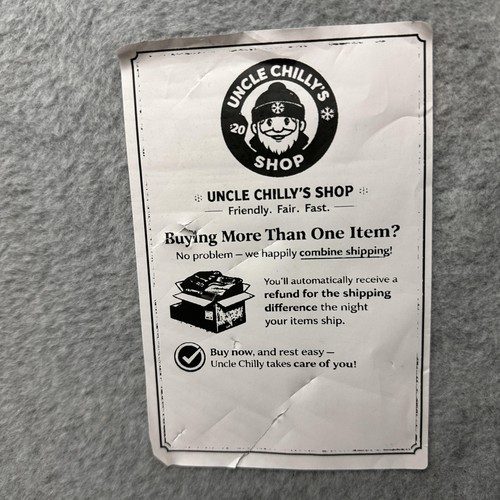 UNCLE CHILLY'S
'20
SHOP
UNCLE CHILLY'S SHOP
Friendly. Fair. Fast.
Buying More Than One Item?
No problem – we happily combine shipping!
You'll automatically receive a
refund for the shipping
difference the night
your items ship.
Buy now, and rest easy –
Uncle Chilly takes care of you!